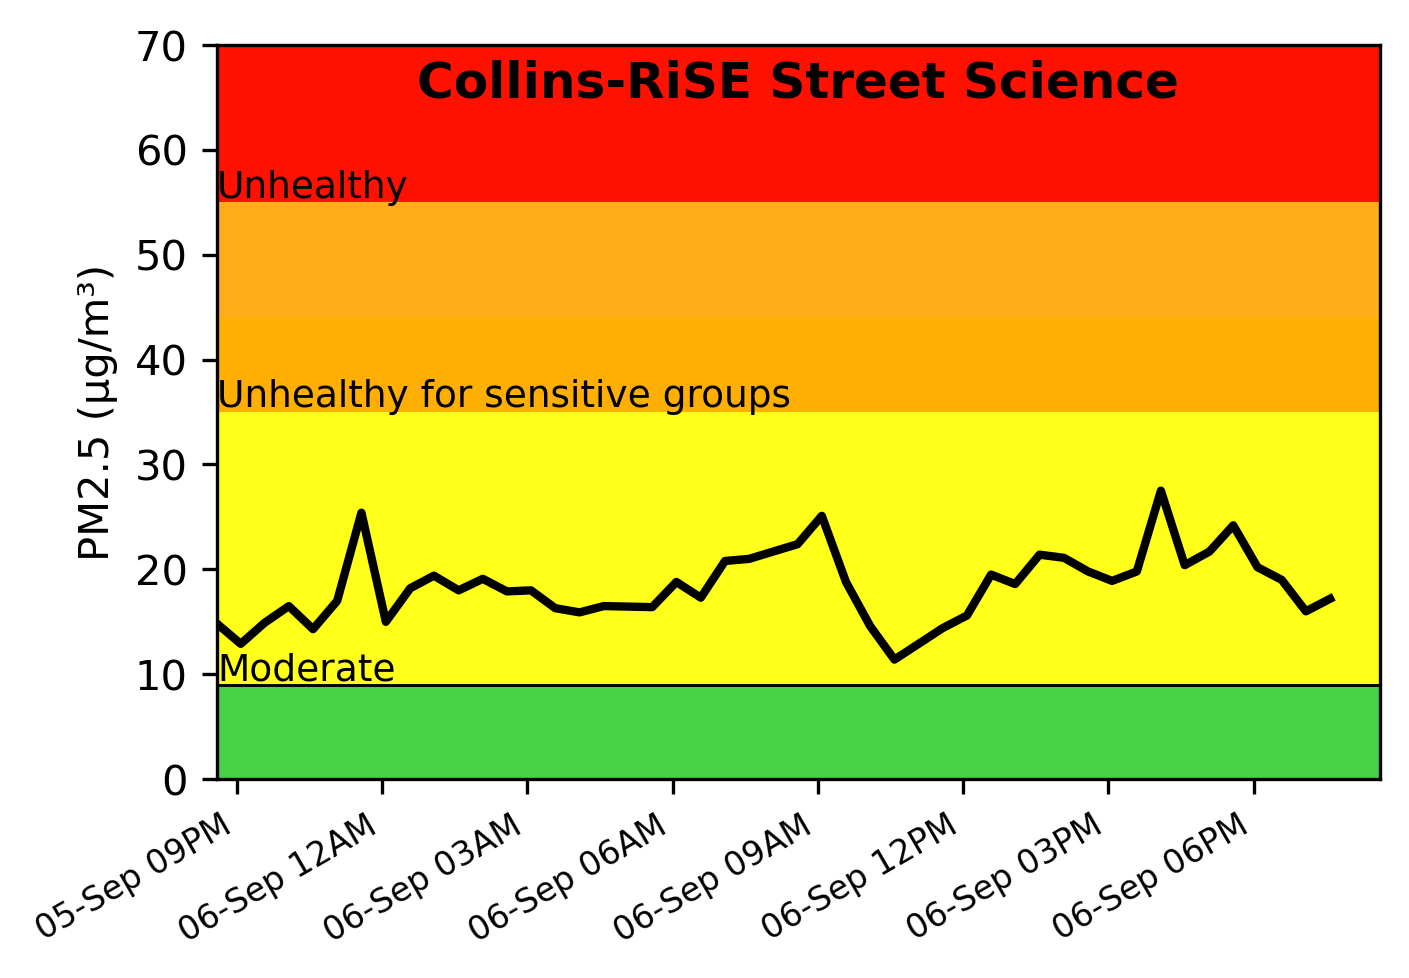 Collins-RiSE Street Science
70
60
Unhealthy
50
40
Unhealthy for sensitive groups
30
20
Moderate
10
0
PM2.5 (µg/m³)
05-Sep 09PM
06-Sep 12AM
06-Sep 03AM
06-Sep 06AM
06-Sep 09AM
06-Sep 12PM
06-Sep 03PM
06-Sep 06PM